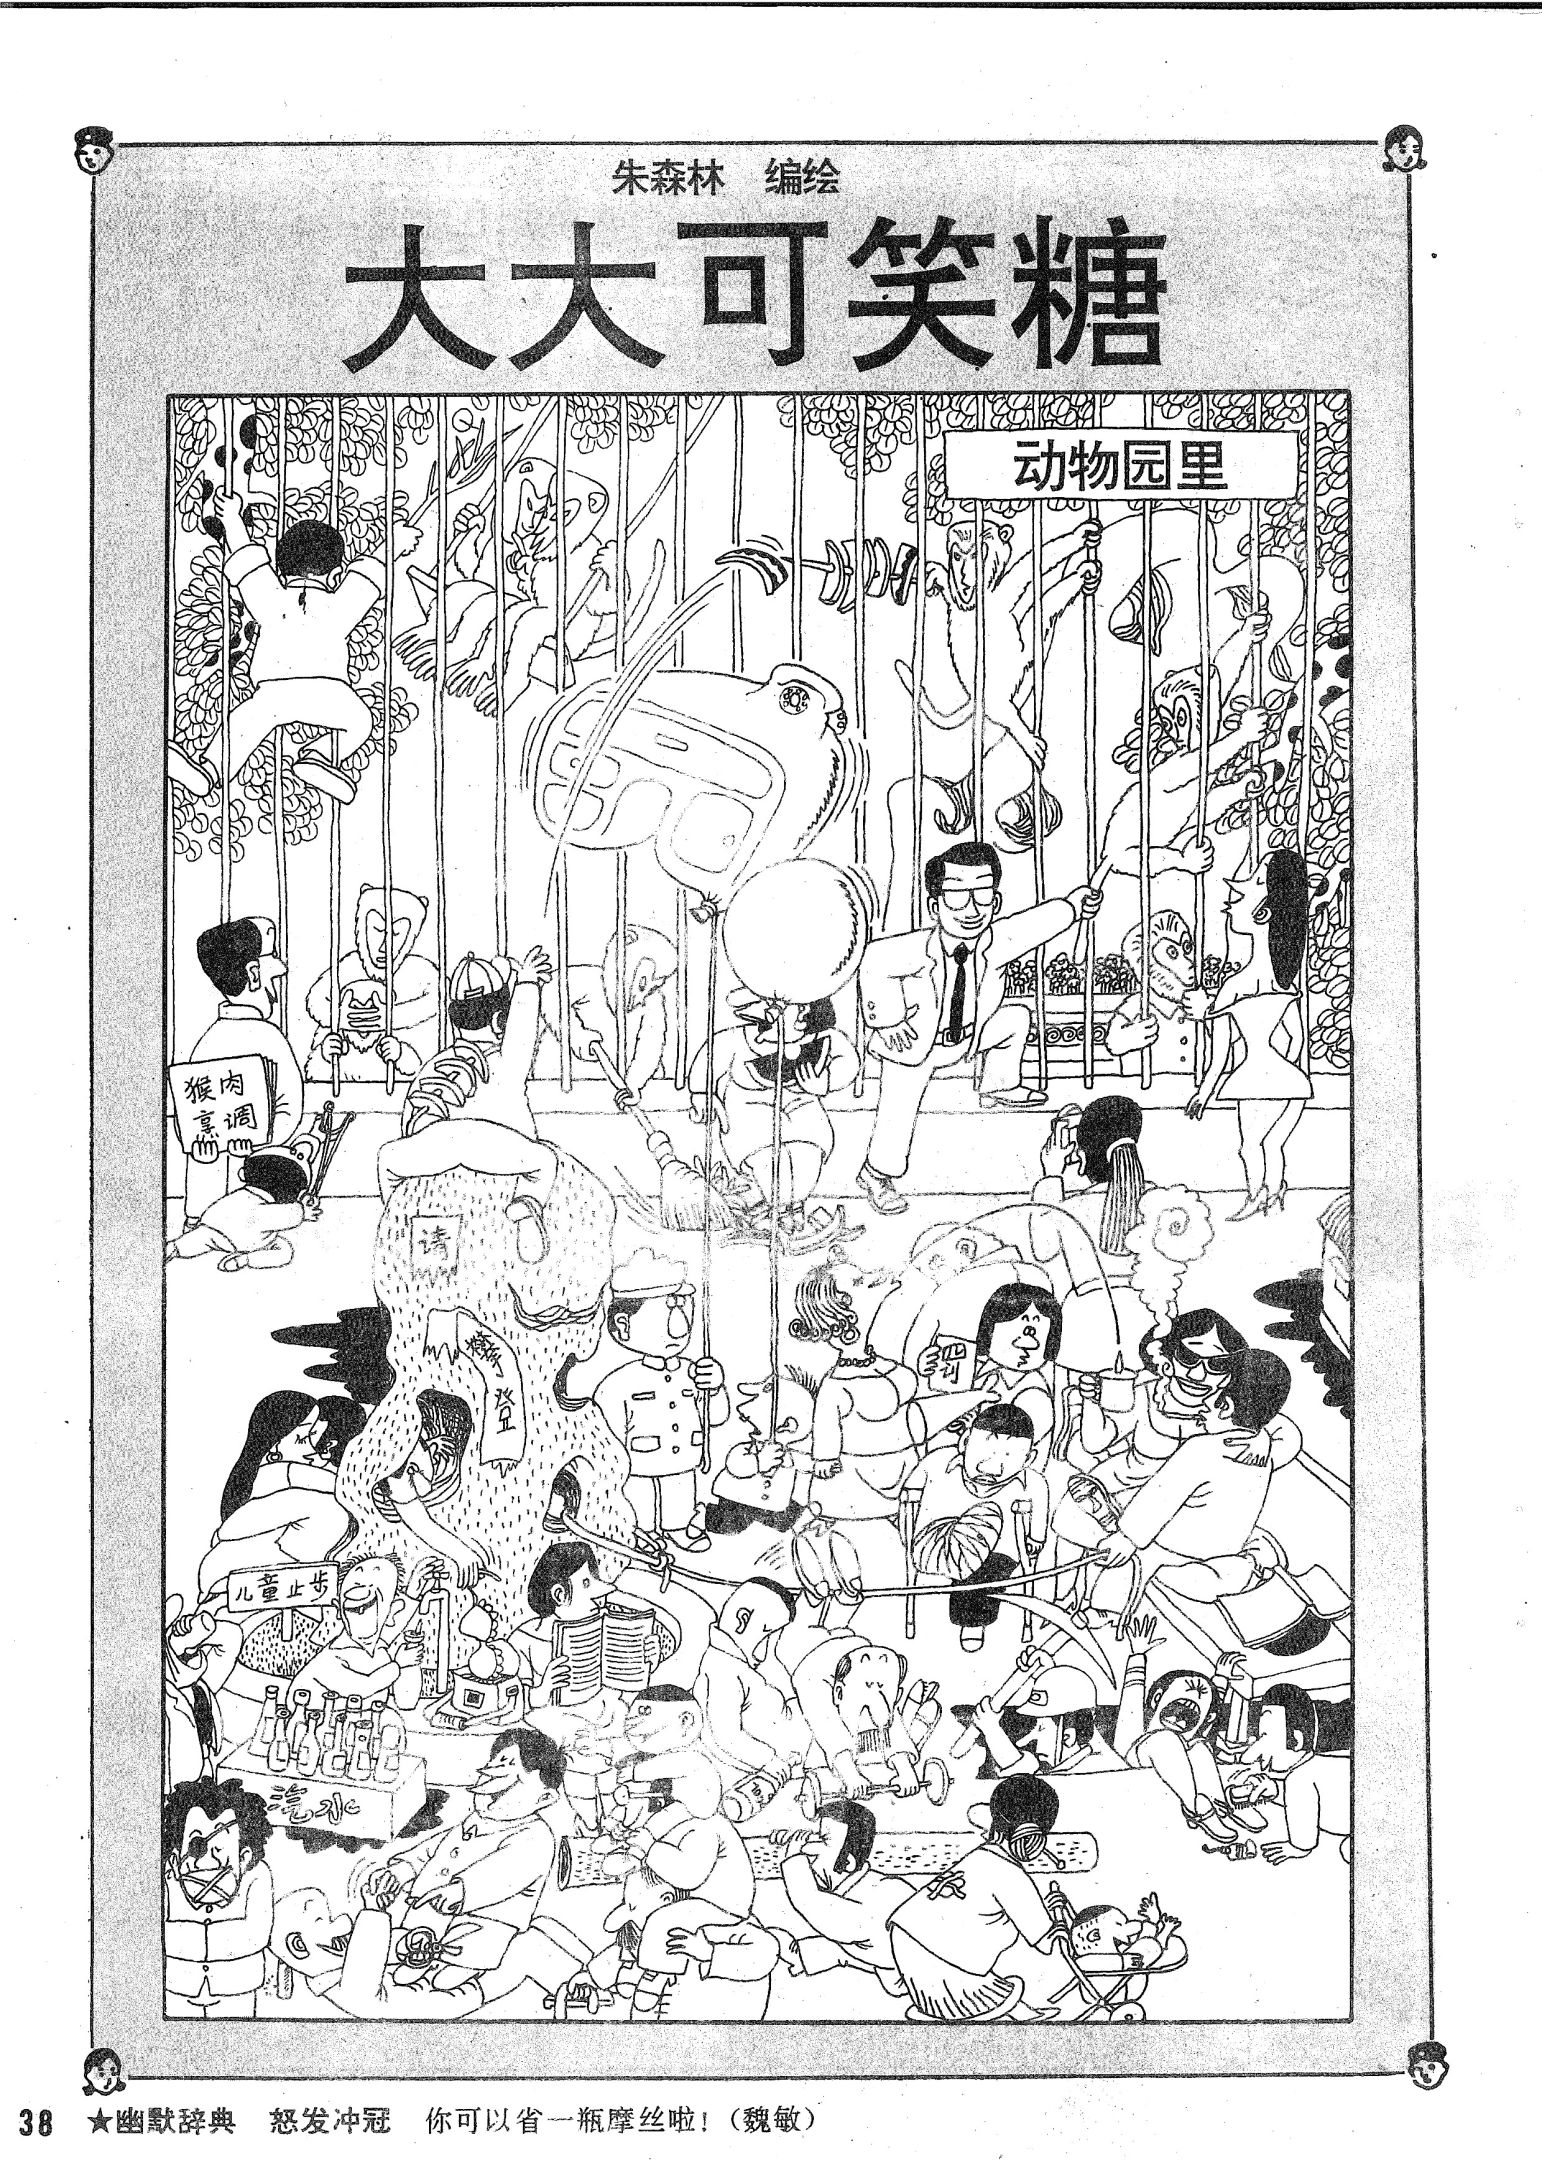 朱森林 编绘
大大可笑糖
动物园里
猴肉
烹调
请
登
儿童止步
汽水
38 ★幽默辞典 怒发冲冠 你可以省一瓶摩丝啦!(魏敏)